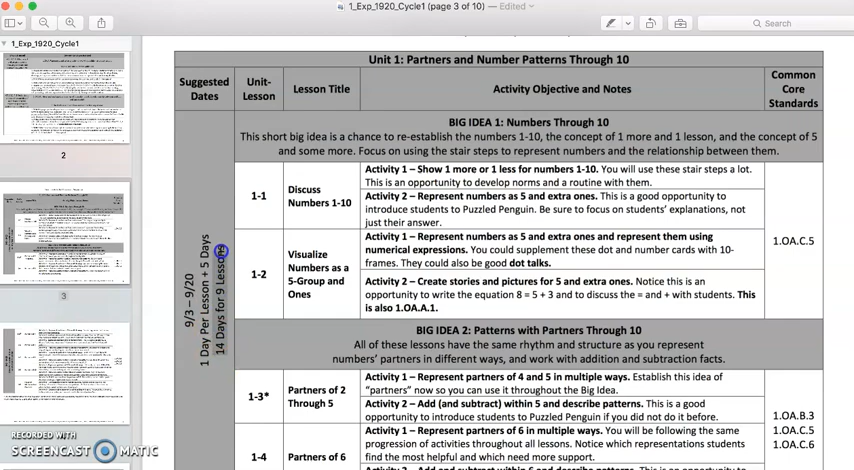 1_Exp_1920_Cycle1 (page 3 of 10) — Edited
Search
1_Exp_1920_Cycle1
2
3
Unit 1: Partners and Number Patterns Through 10
Suggested Dates
Unit-Lesson
Lesson Title
Activity Objective and Notes
Common Core Standards
BIG IDEA 1: Numbers Through 10
This short big idea is a chance to re-establish the numbers 1-10, the concept of 1 more and 1 lesson, and the concept of 5
and some more. Focus on using the stair steps to represent numbers and the relationship between them.
9/3 – 9/20
1 Day Per Lesson + 5 Days
14 Days for 9 Lessons
1-1
Discuss
Numbers 1-10
Activity 1 – Show 1 more or 1 less for numbers 1-10. You will use these stair steps a lot.
This is an opportunity to develop norms and a routine with them.
Activity 2 – Represent numbers as 5 and extra ones. This is a good opportunity to
introduce students to Puzzled Penguin. Be sure to focus on students' explanations, not
just their answer.
1-2
Visualize
Numbers as a
5-Group and
Ones
Activity 1 – Represent numbers as 5 and extra ones and represent them using
numerical expressions. You could supplement these dot and number cards with 10-
frames. They could also be good dot talks.
Activity 2 – Create stories and pictures for 5 and extra ones. Notice this is an
opportunity to write the equation 8 = 5 + 3 and to discuss the = and + with students. This
is also 1.OA.A.1.
1.OA.C.5
BIG IDEA 2: Patterns with Partners Through 10
All of these lessons have the same rhythm and structure as you represent
numbers' partners in different ways, and work with addition and subtraction facts.
1-3*
Partners of 2
Through 5
Activity 1 – Represent partners of 4 and 5 in multiple ways. Establish this idea of
"partners" now so you can use it throughout the Big Idea.
Activity 2 – Add (and subtract) within 5 and describe patterns. This is a good
opportunity to introduce students to Puzzled Penguin if you did not do it before.
1-4
Partners of 6
Activity 1 – Represent partners of 6 in multiple ways. You will be following the same
progression of activities throughout all lessons. Notice which representations students
find the most helpful and which need more support.
Activity 2 – Add and subtract within 6 and describe patterns. This is an opportunity to
1.OA.B.3
1.OA.C.5
1.OA.C.6
RECORDED WITH
SCREENCAST MATIC